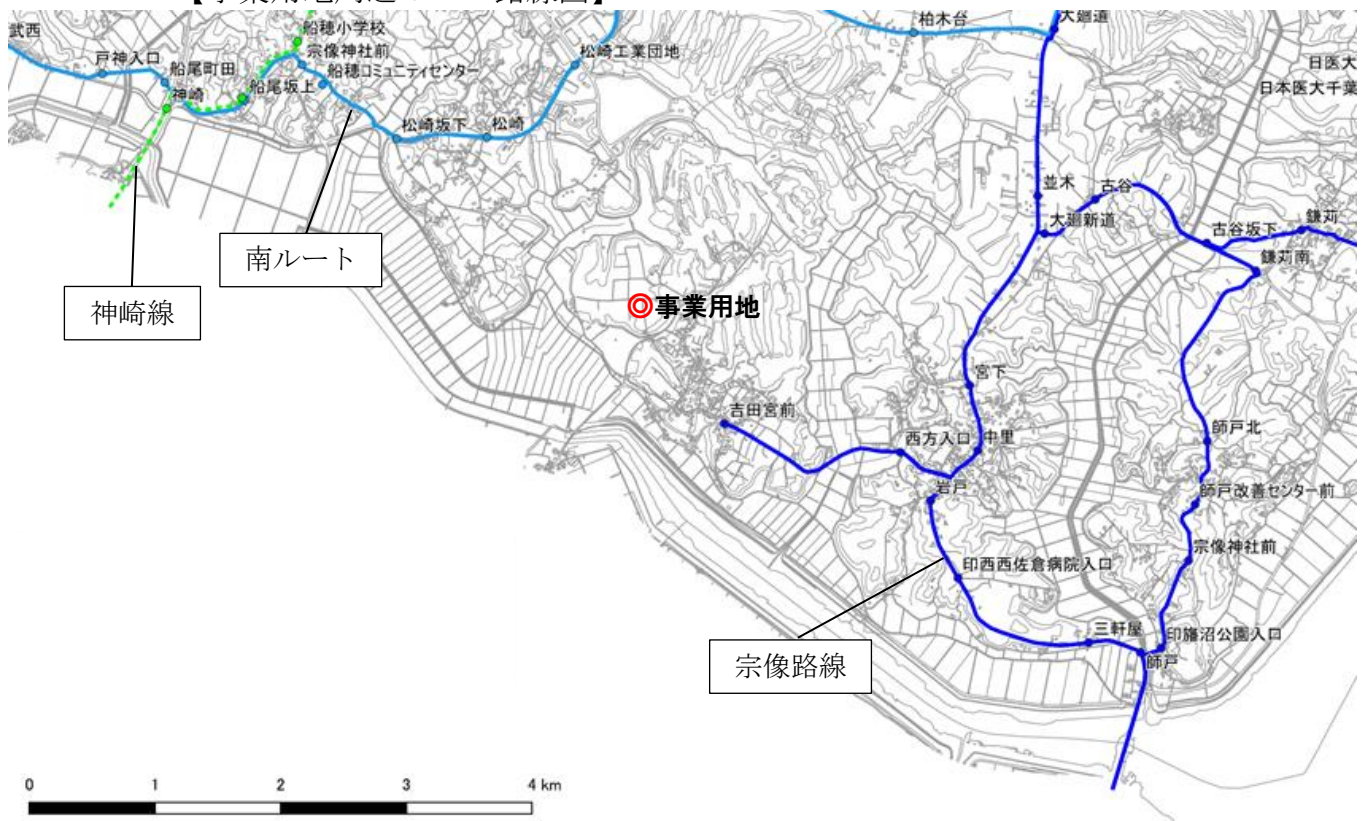 武西
戸神入口
船尾町田
神崎
船穂小学校
宗像神社前
船穂コミュニティセンター
船尾坂上
松崎工業団地
松崎坂下
松崎
柏木台
大廻道
日医大
日本医大千葉
並木
古谷
大廻新道
古谷坂下
鎌苅
鎌苅南
南ルート
神崎線
事業用地
宮下
吉田宮前
西方入口
中里
岩戸
師戸北
師戸改善センター前
宗像神社前
印西西佐倉病院入口
三軒屋
印旛沼公園入口
師戸
宗像路線
0 1 2 3 4 km